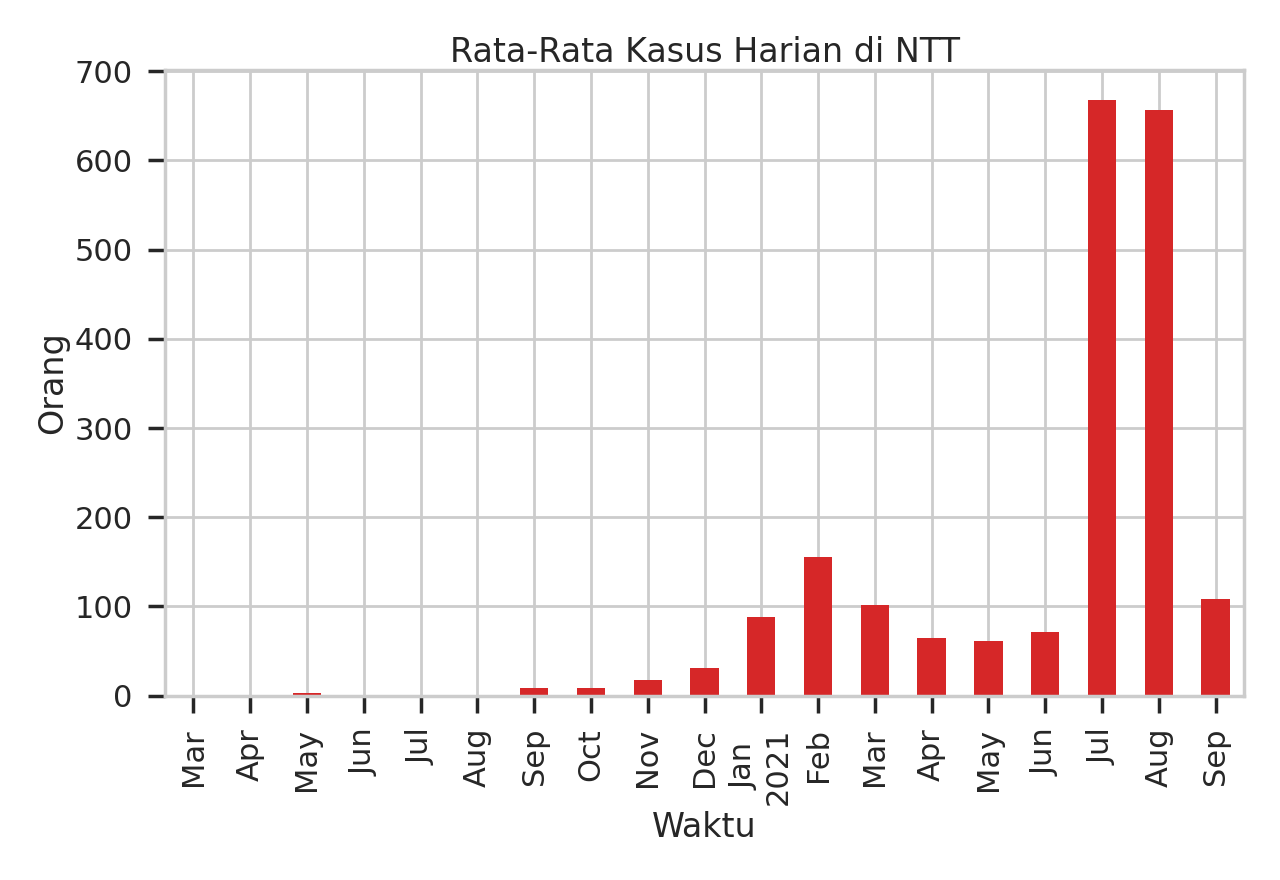 Rata-Rata Kasus Harian di NTT
700
600
500
400
300
200
100
0
Orang
Mar
Apr
May
Jun
Jul
Aug
Sep
Oct
Nov
Dec
Jan
2021
Feb
Mar
Apr
May
Jun
Jul
Aug
Sep
Waktu